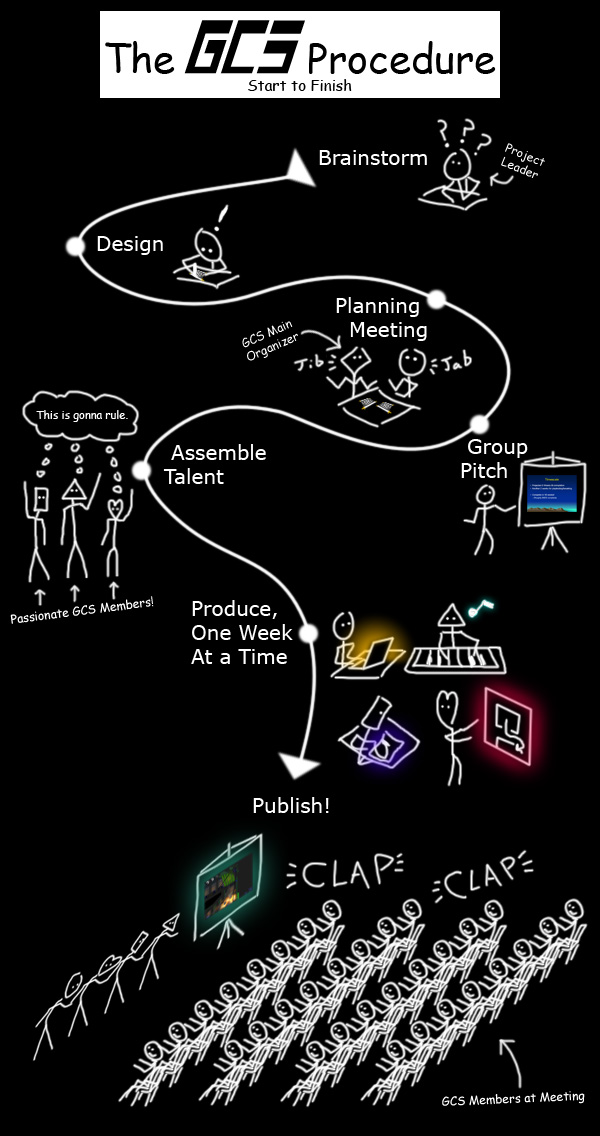 The GCS Procedure
Start to Finish
Brainstorm
? ? ?
Project
Leader
!
Design
Planning
Meeting
GCS Main
Organizer
Jib
Jab
This is gonna rule.
Assemble
Talent
Group
Pitch
Passionate GCS Members!
Produce,
One Week
At a Time
Publish!
CLAP
CLAP
GCS Members at Meeting